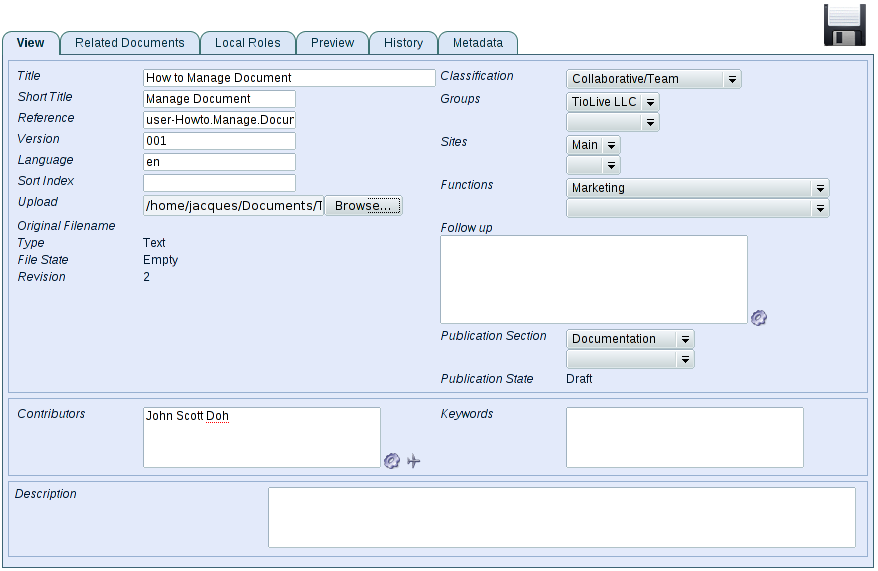 View Related Documents Local Roles Preview History Metadata
Title How to Manage Document
Short Title Manage Document
Reference user-Howto.Manage.Docur
Version 001
Language en
Sort Index
Upload /home/jacques/Documents/T Browse...
Original Filename
Type Text
File State Empty
Revision 2
Classification Collaborative/Team
Groups TioLive LLC
Sites Main
Functions Marketing
Follow up
Publication Section Documentation
Publication State Draft
Contributors John Scott Doh
Keywords
Description